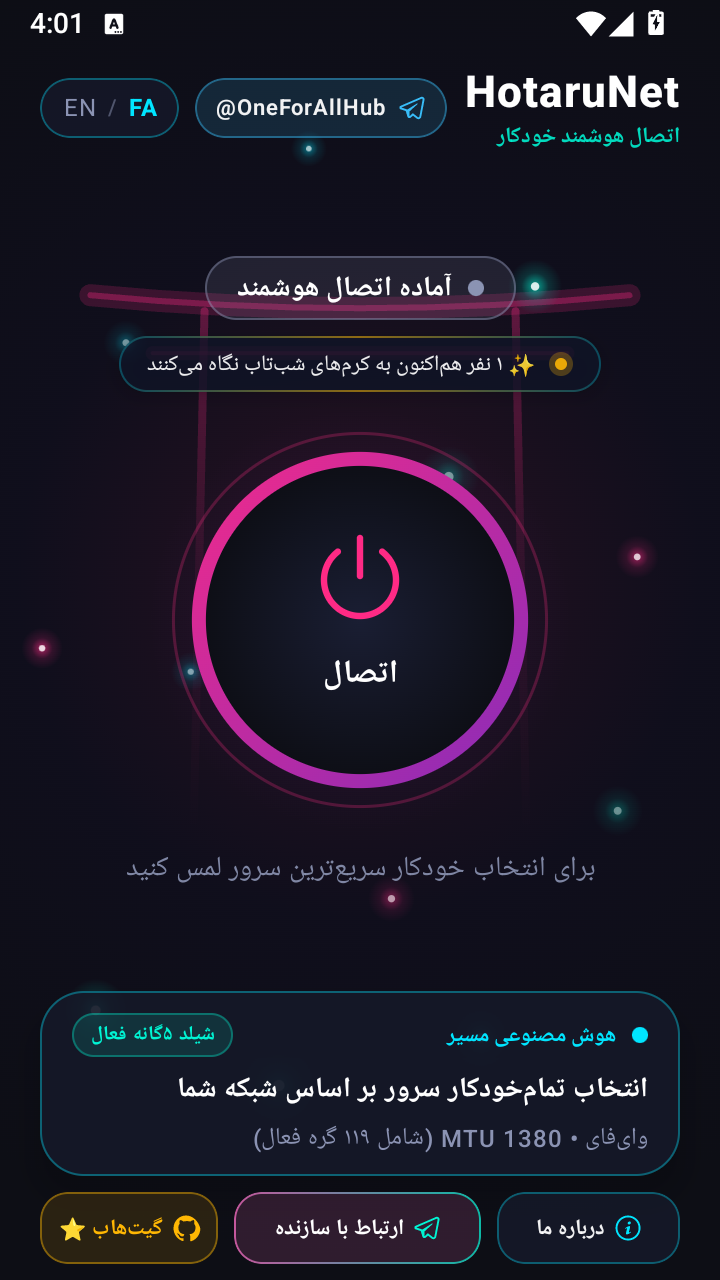 4:01
HotaruNet
اتصال هوشمند خودکار
@OneForAllHub
EN / FA
آماده اتصال هوشمند
✨ ۱ نفر هم‌اکنون به کرم‌های شب‌تاب نگاه می‌کنند
اتصال
برای انتخاب خودکار سریع‌ترین سرور لمس کنید
هوش مصنوعی مسیر
شیلد ۵گانه فعال
انتخاب تمام‌خودکار سرور بر اساس شبکه شما
وای‌فای • MTU 1380 (شامل ۱۱۹ گره فعال)
درباره ما
ارتباط با سازنده
گیت‌هاب ⭐